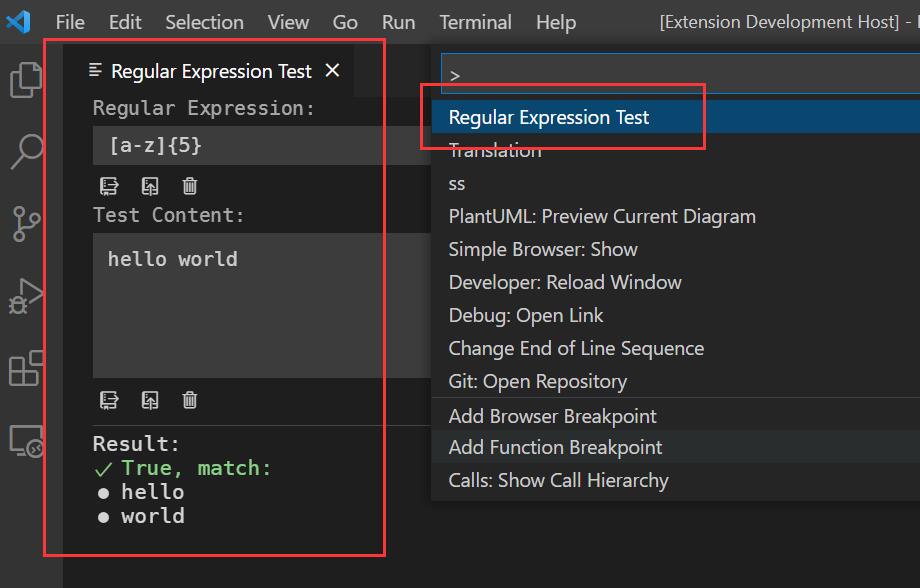 File Edit Selection View Go Run Terminal Help [Extension Development Host] -
Regular Expression Test
Regular Expression:
[a-z]{5}
Test Content:
hello world
Result:
True, match:
hello
world
>
Regular Expression Test
Translation
ss
PlantUML: Preview Current Diagram
Simple Browser: Show
Developer: Reload Window
Debug: Open Link
Change End of Line Sequence
Git: Open Repository
Add Browser Breakpoint
Add Function Breakpoint
Calls: Show Call Hierarchy